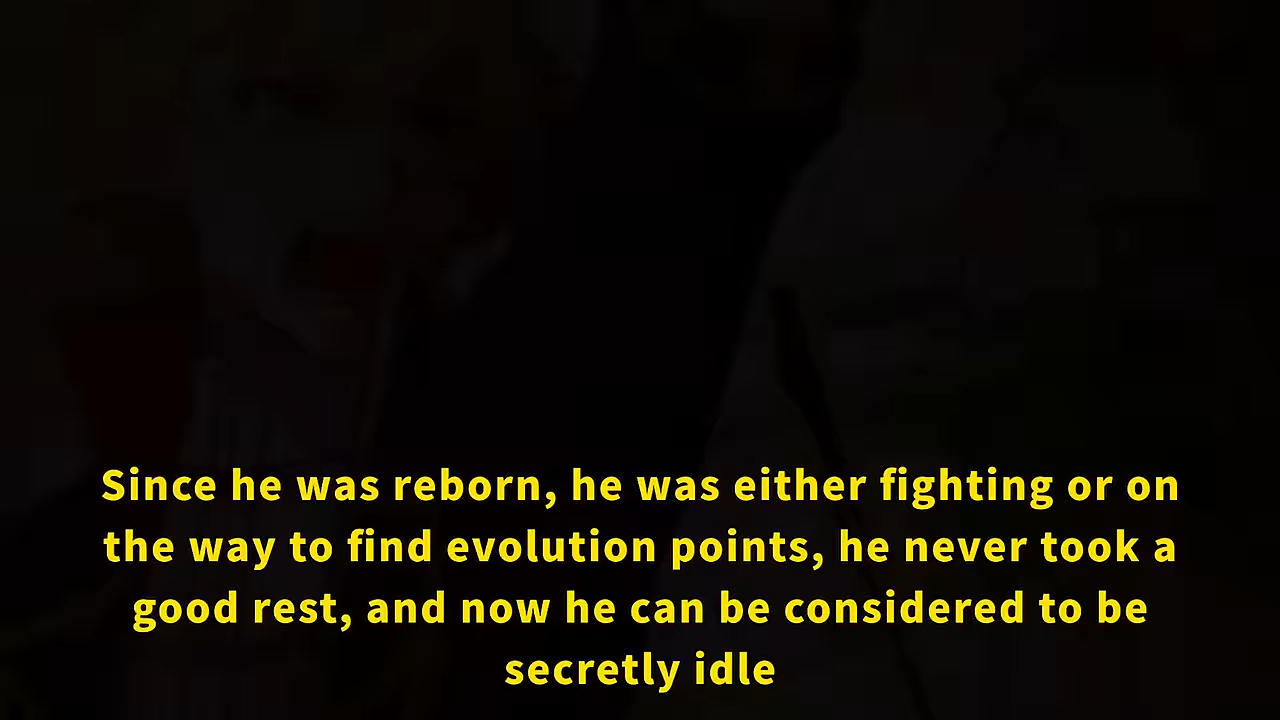 Since he was reborn, he was either fighting or on
the way to find evolution points, he never took a
good rest, and now he can be considered to be
secretly idle